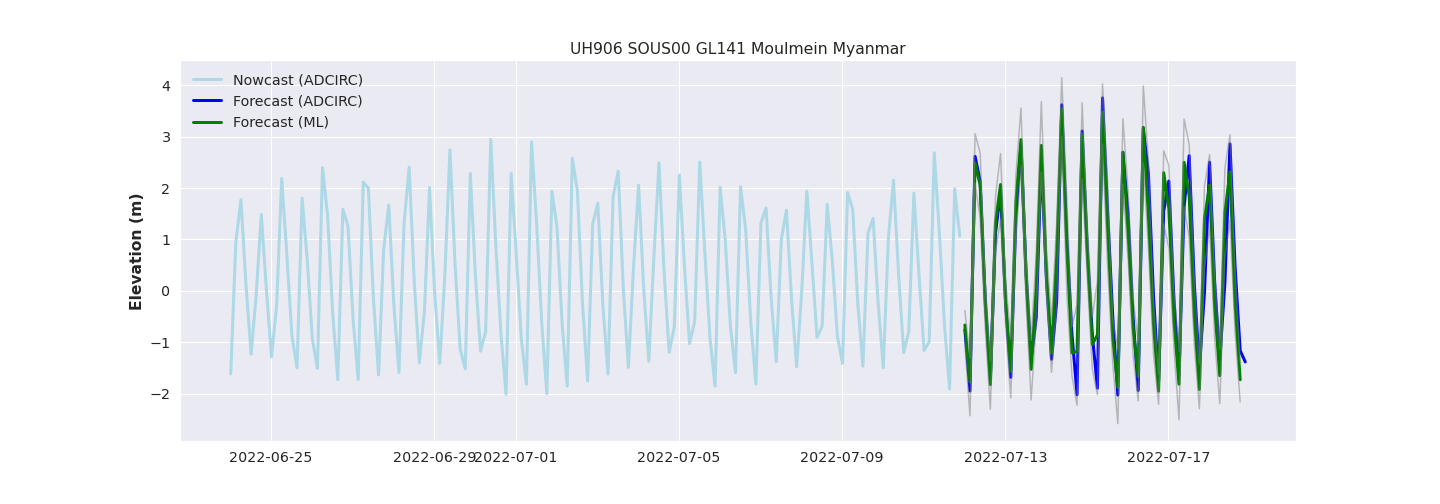 UH906 SOUS00 GL141 Moulmein Myanmar
Nowcast (ADCIRC)
Forecast (ADCIRC)
Forecast (ML)
Elevation (m)
4
3
2
1
0
−1
−2
2022-06-25
2022-06-29
2022-07-01
2022-07-05
2022-07-09
2022-07-13
2022-07-17